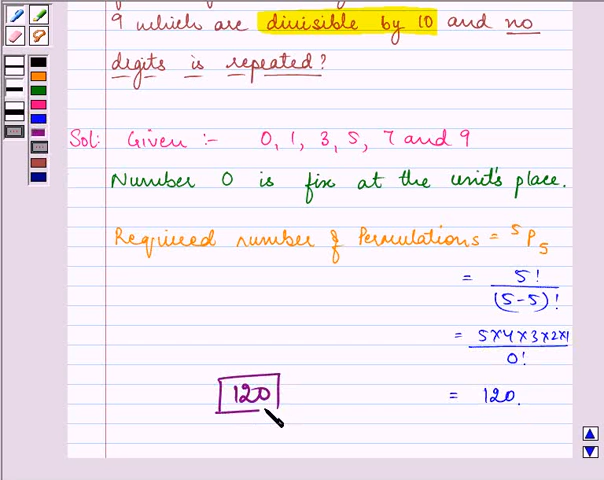 9 which are divisible by 10 and no
digits is repeated?
Sol: Given :- 0, 1, 3, 5, 7 and 9
Number 0 is fix at the unit's place.
Required number of Permulations = ⁵P₅
= 5! / (5-5)!
= 5×4×3×2×1 / 0!
120 = 120.